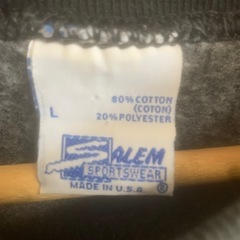 80% COTTON
(COTON)
L
20% POLYESTER
SALEM
SPORTSWEAR
MADE IN U.S.A
®